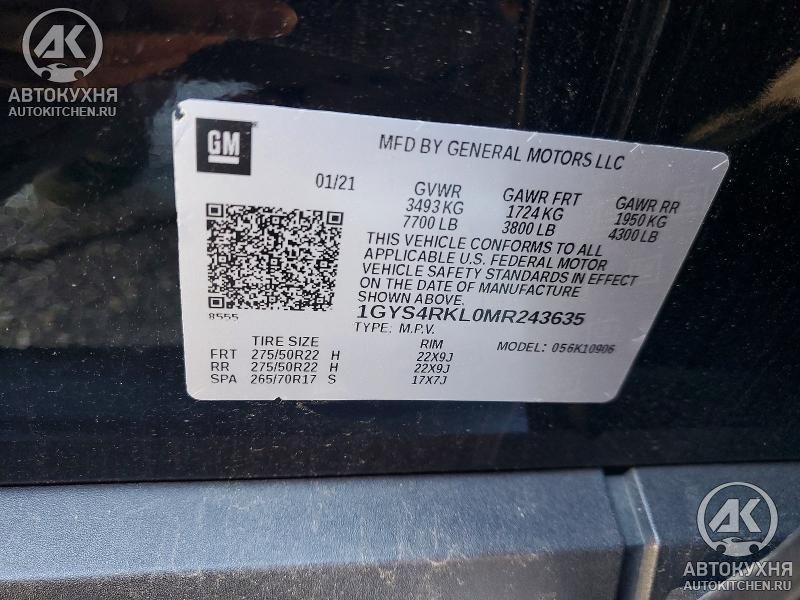 АК
АВТОКУХНЯ
AUTOKITCHEN.RU
GM
MFD BY GENERAL MOTORS LLC
01/21
GVWR GAWR FRT GAWR RR
3493 KG 1724 KG 1950 KG
7700 LB 3800 LB 4300 LB
THIS VEHICLE CONFORMS TO ALL
APPLICABLE U.S. FEDERAL MOTOR
VEHICLE SAFETY STANDARDS IN EFFECT
ON THE DATE OF MANUFACTURE
SHOWN ABOVE.
8555
1GYS4RKL0MR243635
TYPE: M.P.V. MODEL: 056K10906
TIRE SIZE RIM
FRT 275/50R22 H 22X9J
RR 275/50R22 H 22X9J
SPA 265/70R17 S 17X7J
АК
АВТОКУХНЯ
AUTOKITCHEN.RU